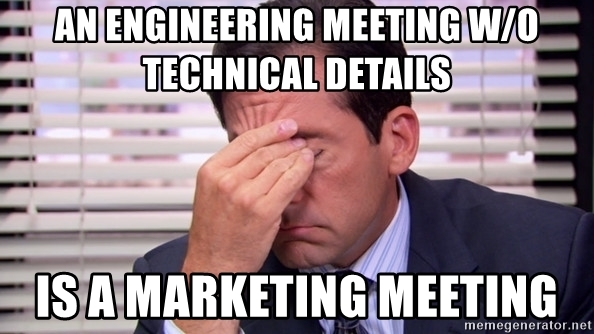 AN ENGINEERING MEETING W/O
TECHNICAL DETAILS
IS A MARKETING MEETING
memegenerator.net